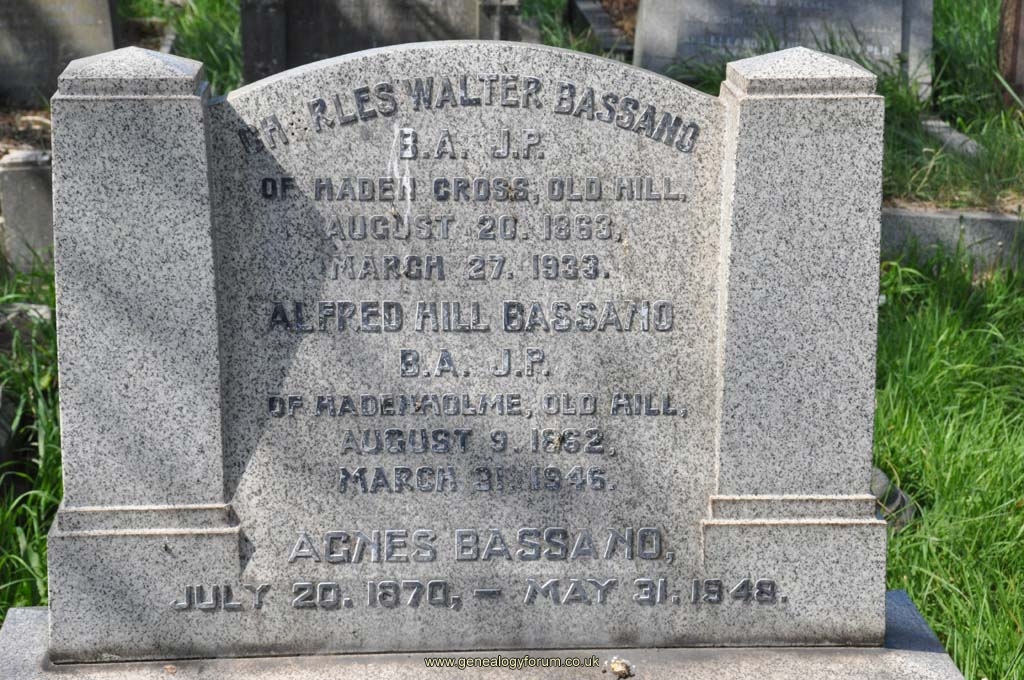 CHARLES WALTER BASSANO
B.A. J.P.
OF HADEN CROSS, OLD HILL,
AUGUST 20. 1863.
MARCH 27. 1933.
ALFRED HILL BASSANO
B.A. J.P.
OF HADENHOLME, OLD HILL,
AUGUST 9. 1862,
MARCH 31. 1946.
AGNES BASSANO,
JULY 20. 1870, – MAY 31. 1948.
www.genealogyforum.co.uk